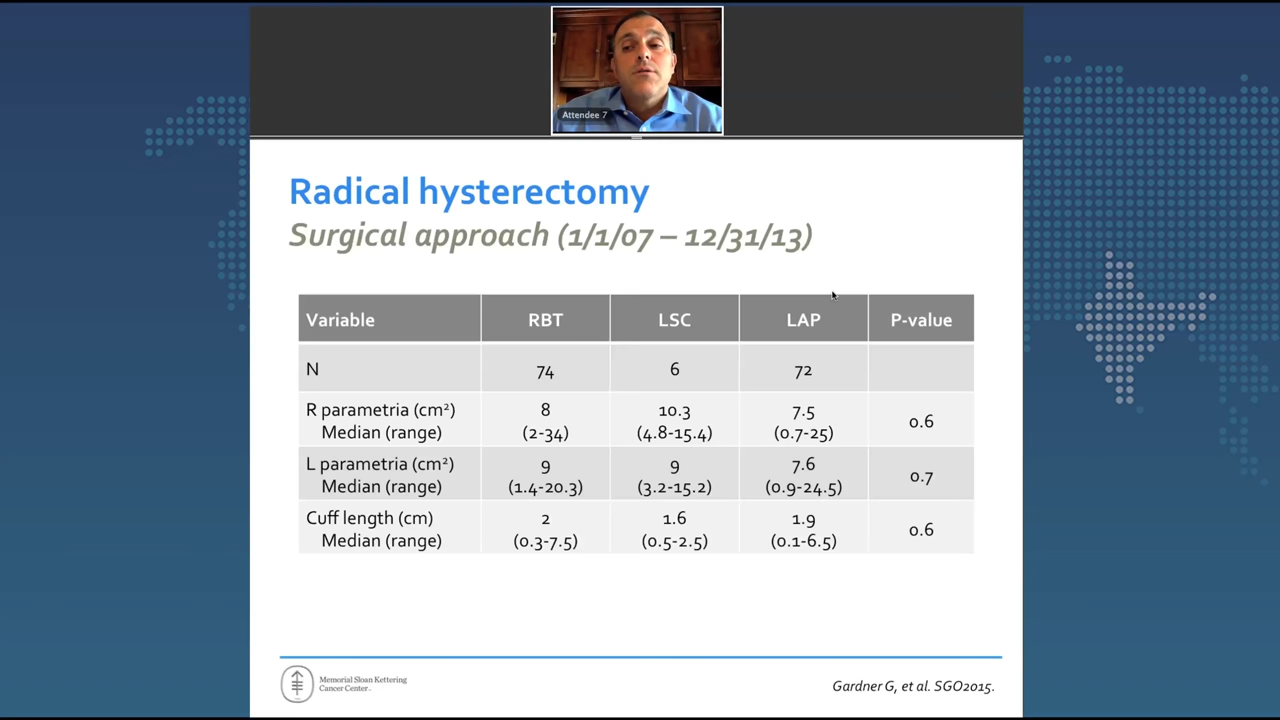 Attendee 7
Radical hysterectomy
Surgical approach (1/1/07 – 12/31/13)
Variable RBT LSC LAP P-value
N 74 6 72
R parametria (cm²) 8 10.3 7.5 0.6
Median (range) (2-34) (4.8-15.4) (0.7-25)
L parametria (cm²) 9 9 7.6 0.7
Median (range) (1.4-20.3) (3.2-15.2) (0.9-24.5)
Cuff length (cm) 2 1.6 1.9 0.6
Median (range) (0.3-7.5) (0.5-2.5) (0.1-6.5)
Memorial Sloan Kettering
Cancer Center
Gardner G, et al. SGO2015.